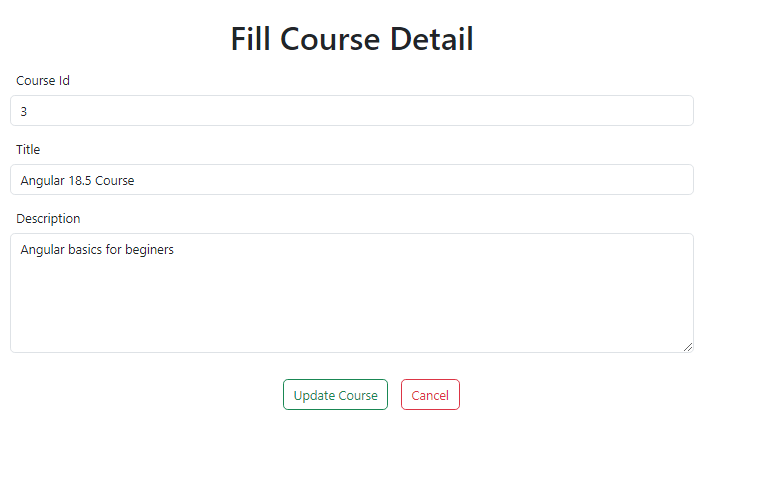 Fill Course Detail
Course Id
3
Title
Angular 18.5 Course
Description
Angular basics for beginers
Update Course Cancel